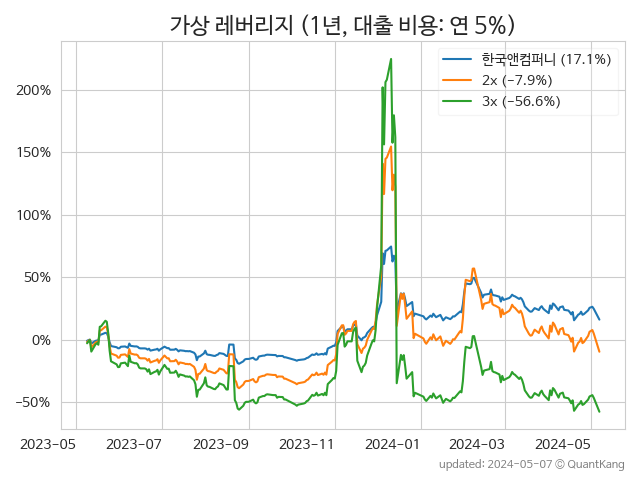 가상 레버리지 (1년, 대출 비용: 연 5%)
한국앤컴퍼니 (17.1%)
2x (−7.9%)
3x (−56.6%)
200%
150%
100%
50%
0%
−50%
2023-05 2023-07 2023-09 2023-11 2024-01 2024-03 2024-05
updated: 2024-05-07 © QuantKang